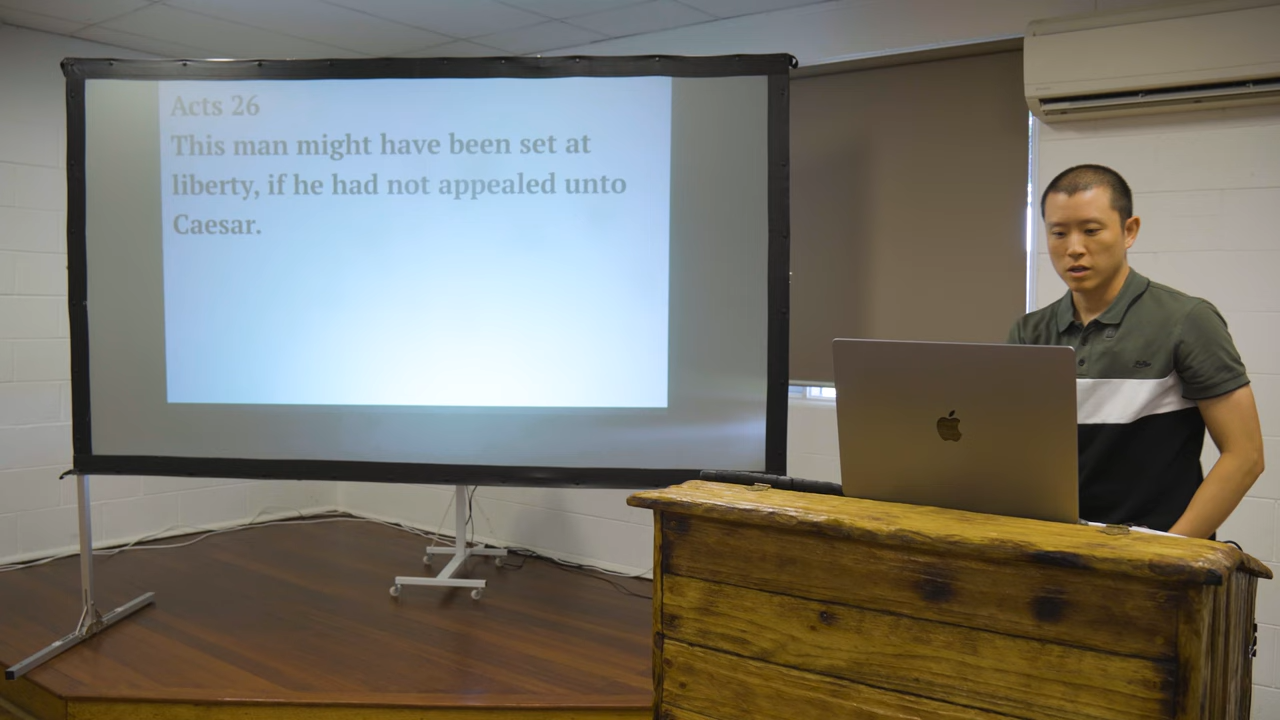 Acts 26
This man might have been set at
liberty, if he had not appealed unto
Caesar.